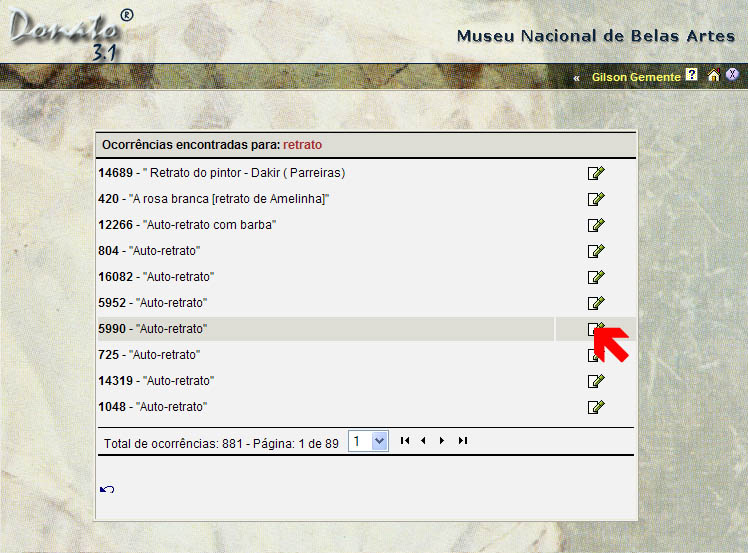 Donato ®
3.1
Museu Nacional de Belas Artes
« Gilson Gemente ? X
Ocorrências encontradas para: retrato
14689 - " Retrato do pintor - Dakir ( Parreiras)
420 - "A rosa branca [retrato de Amelinha]"
12266 - "Auto-retrato com barba"
804 - "Auto-retrato"
16082 - "Auto-retrato"
5952 - "Auto-retrato"
5990 - "Auto-retrato"
725 - "Auto-retrato"
14319 - "Auto-retrato"
1048 - "Auto-retrato"
Total de ocorrências: 881 - Página: 1 de 89 1